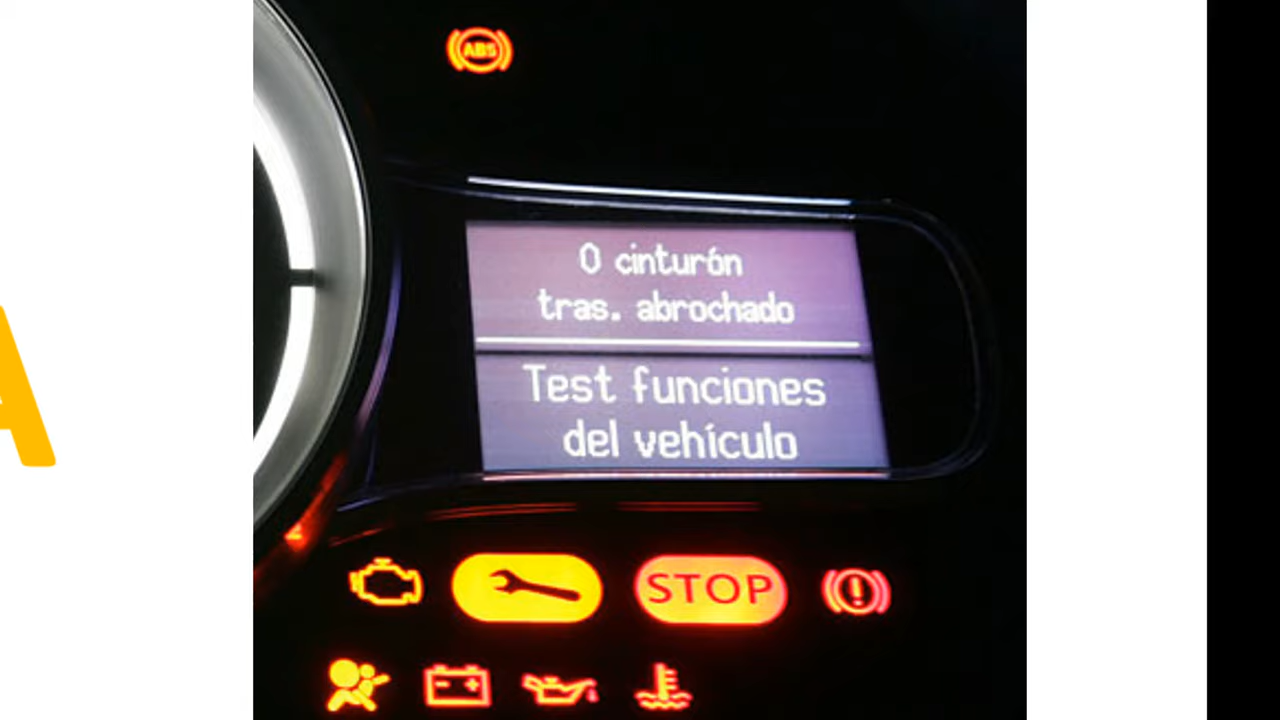 A
ABS
0 cinturón
tras. abrochado
Test funciones
del vehículo
STOP